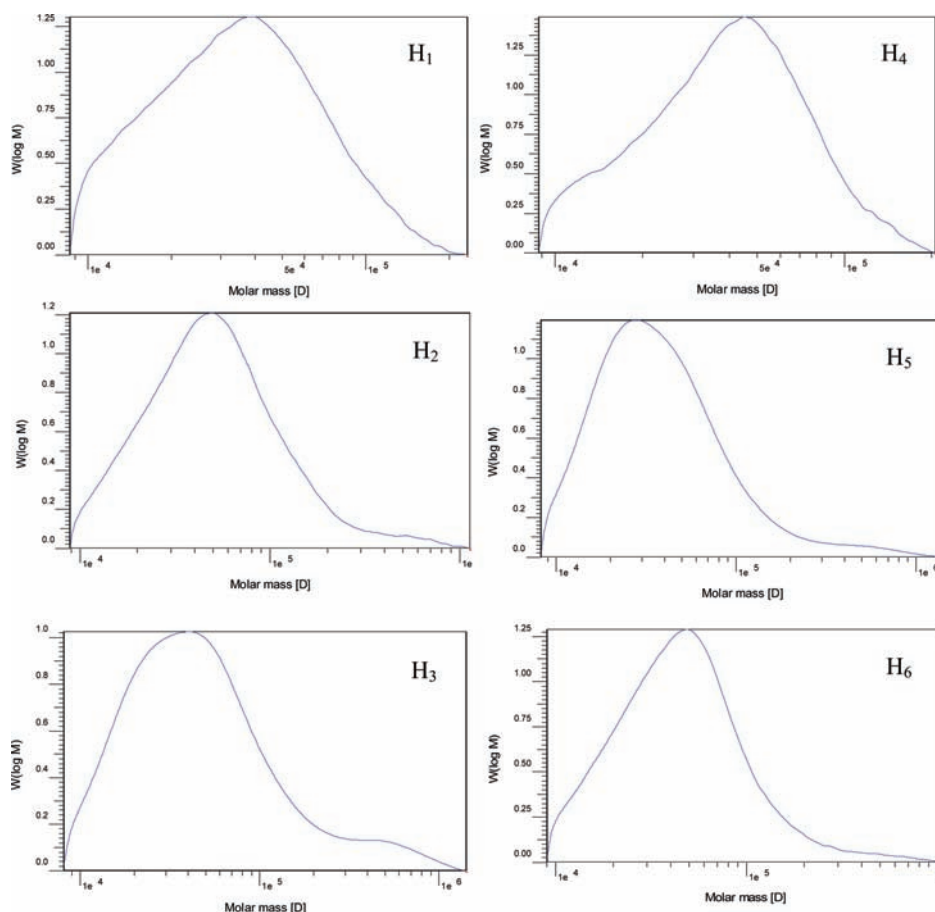 H₁
W(log M)
1.25
1.00
0.75
0.50
0.25
0.00
1e 4
5e 4
1e 5
Molar mass [D]
H₄
W(log M)
1.25
1.00
0.75
0.50
0.25
0.00
1e 4
5e 4
1e 5
Molar mass [D]
H₂
W(log M)
1.2
1.0
0.8
0.6
0.4
0.2
0.0
1e 4
1e 5
1e
Molar mass [D]
H₅
W(log M)
1.0
0.8
0.6
0.4
0.2
0.0
1e 4
1e 5
1e 6
Molar mass [D]
H₃
W(log M)
1.0
0.8
0.6
0.4
0.2
0.0
1e 4
1e 5
1e 6
Molar mass [D]
H₆
W(log M)
1.25
1.00
0.75
0.50
0.25
0.00
1e 4
1e 5
Molar mass [D]